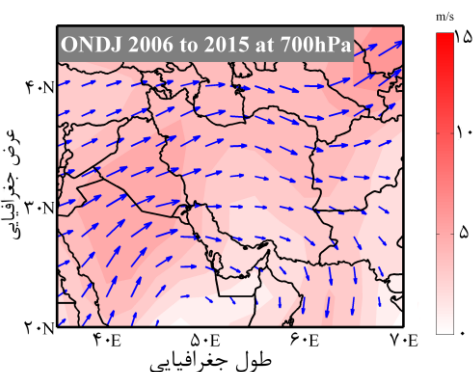 m/s
ONDJ 2006 to 2015 at 700hPa
۱۵
۱۰
۵
۰
۴۰N
۳۰N
۲۰N
عرض جغرافیایی
۴۰E
۵۰E
۶۰E
۷۰E
طول جغرافیایی